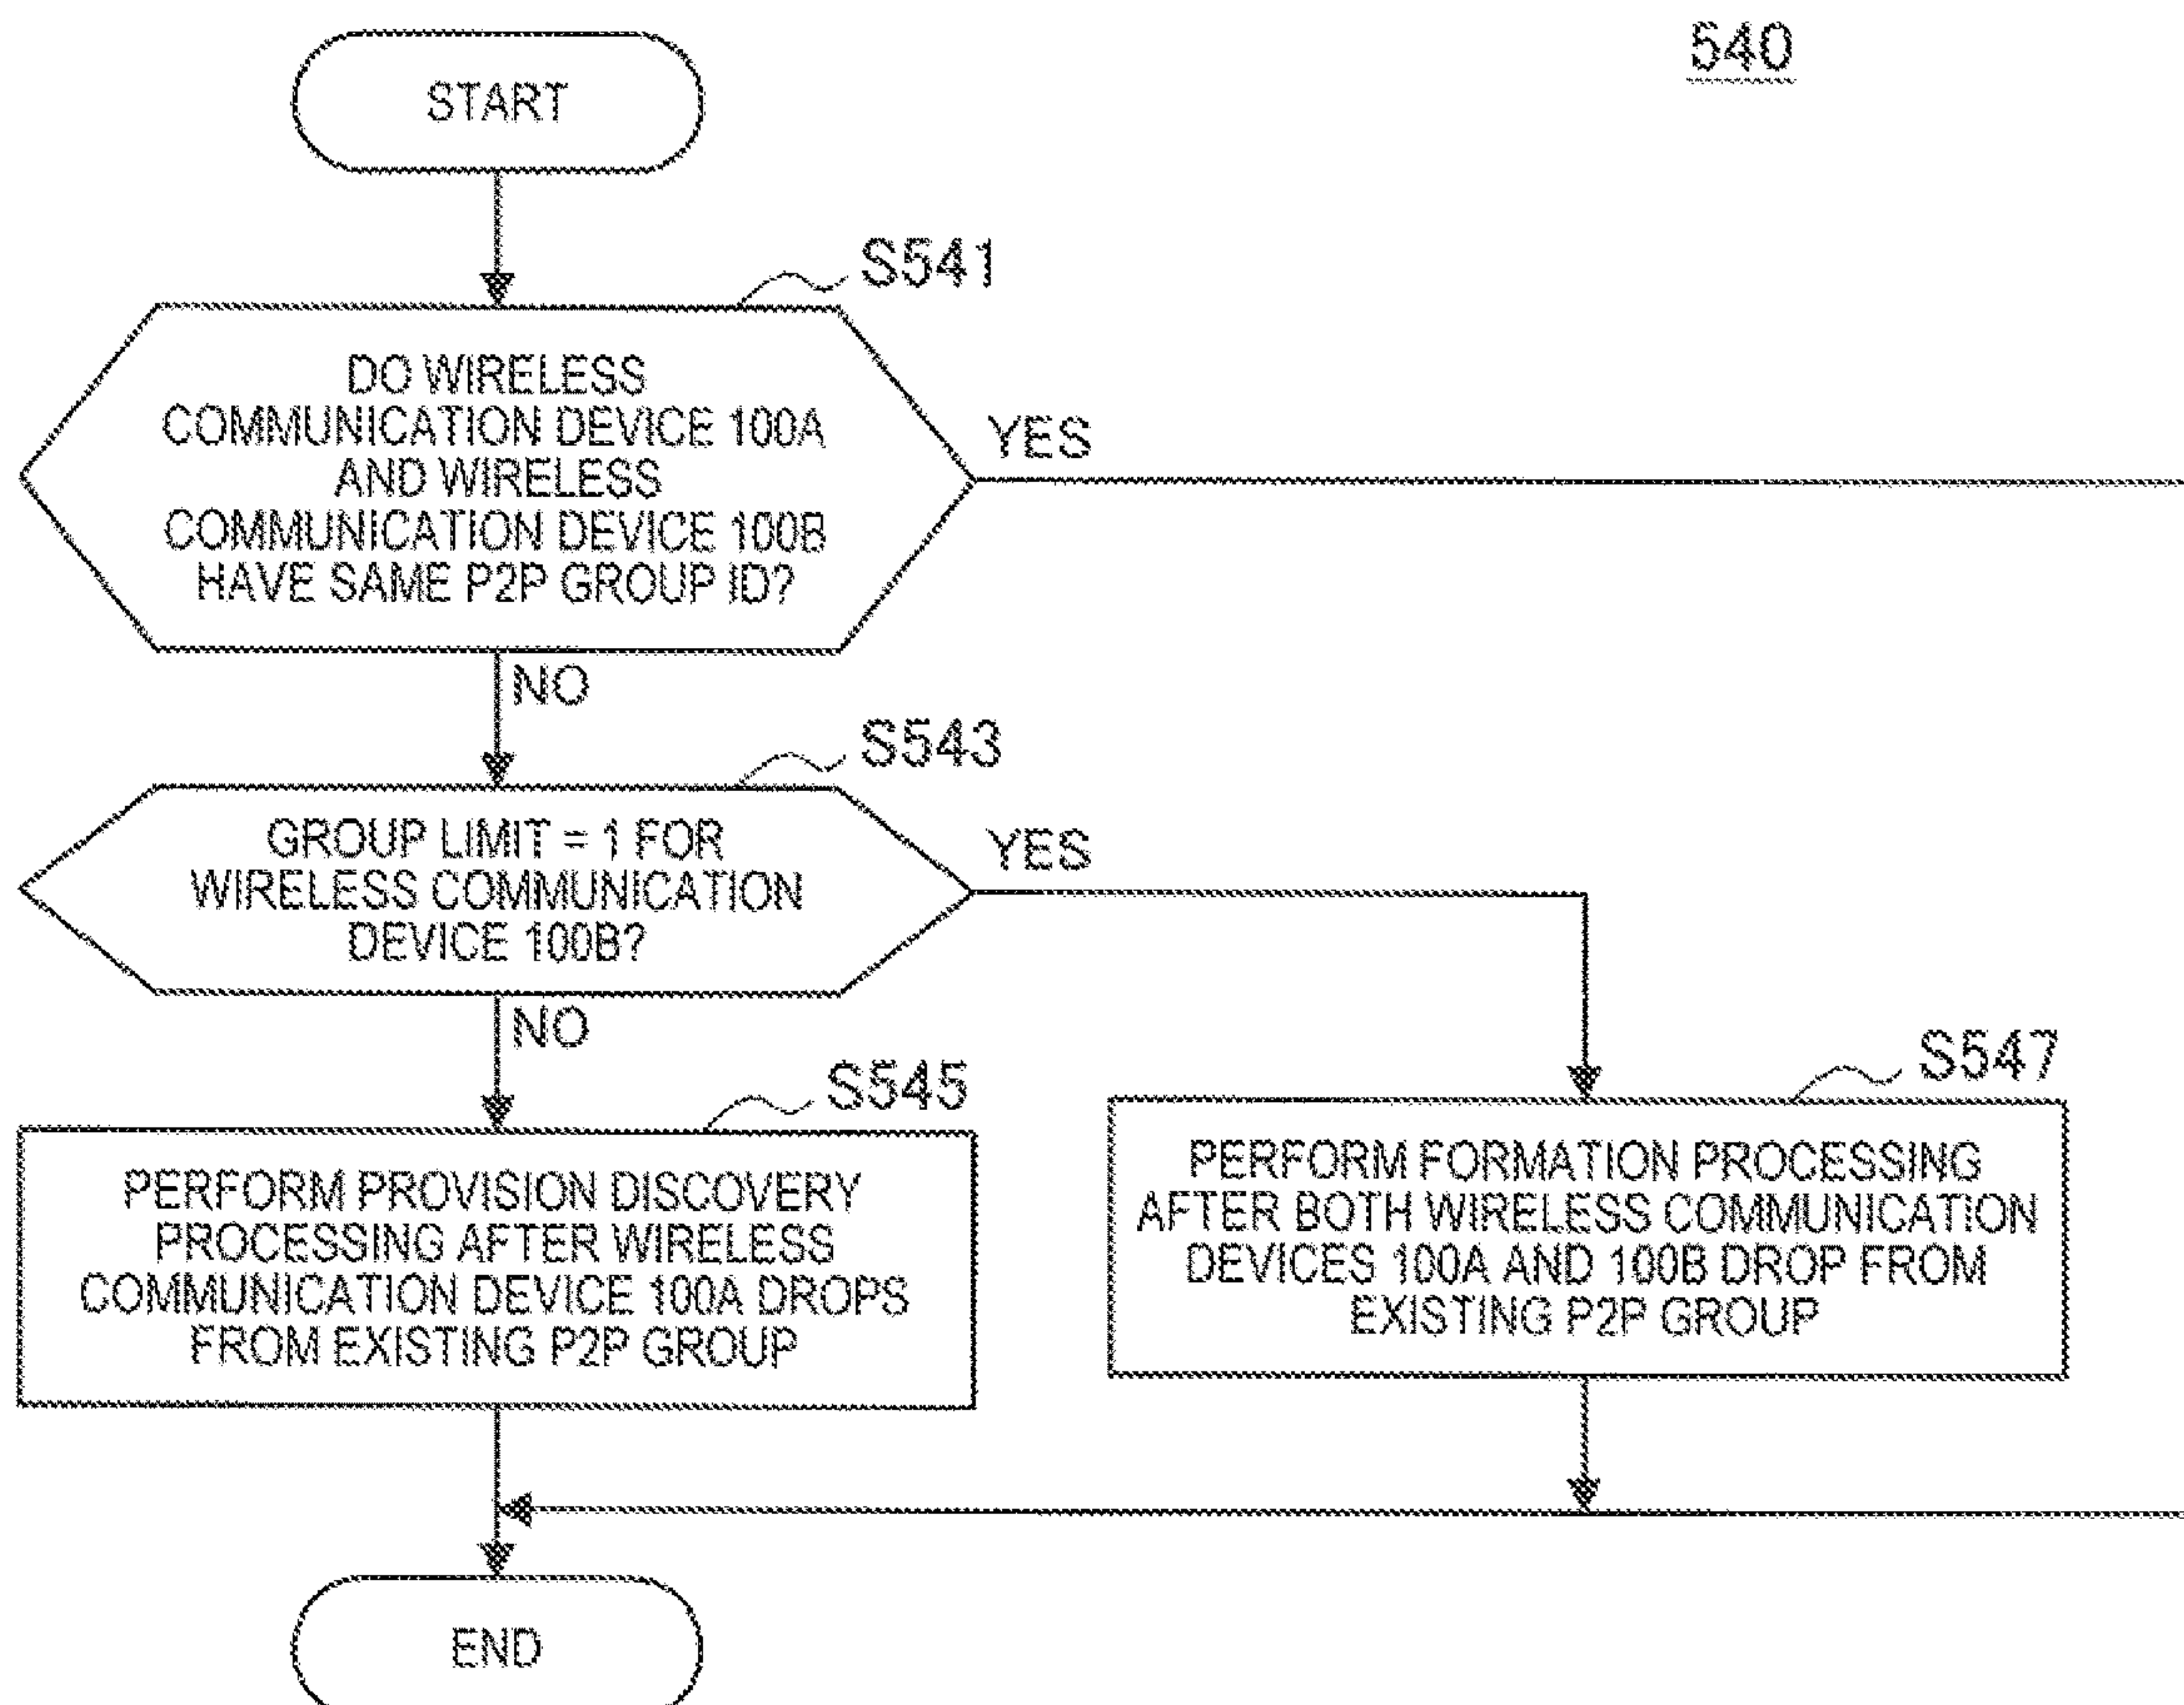 540
START
S541
DO WIRELESS
COMMUNICATION DEVICE 100A
AND WIRELESS
COMMUNICATION DEVICE 100B
HAVE SAME P2P GROUP ID?
YES
NO
S543
GROUP LIMIT = 1 FOR
WIRELESS COMMUNICATION
DEVICE 100B?
YES
NO
S545
PERFORM PROVISION DISCOVERY
PROCESSING AFTER WIRELESS
COMMUNICATION DEVICE 100A DROPS
FROM EXISTING P2P GROUP
S547
PERFORM FORMATION PROCESSING
AFTER BOTH WIRELESS COMMUNICATION
DEVICES 100A AND 100B DROP FROM
EXISTING P2P GROUP
END